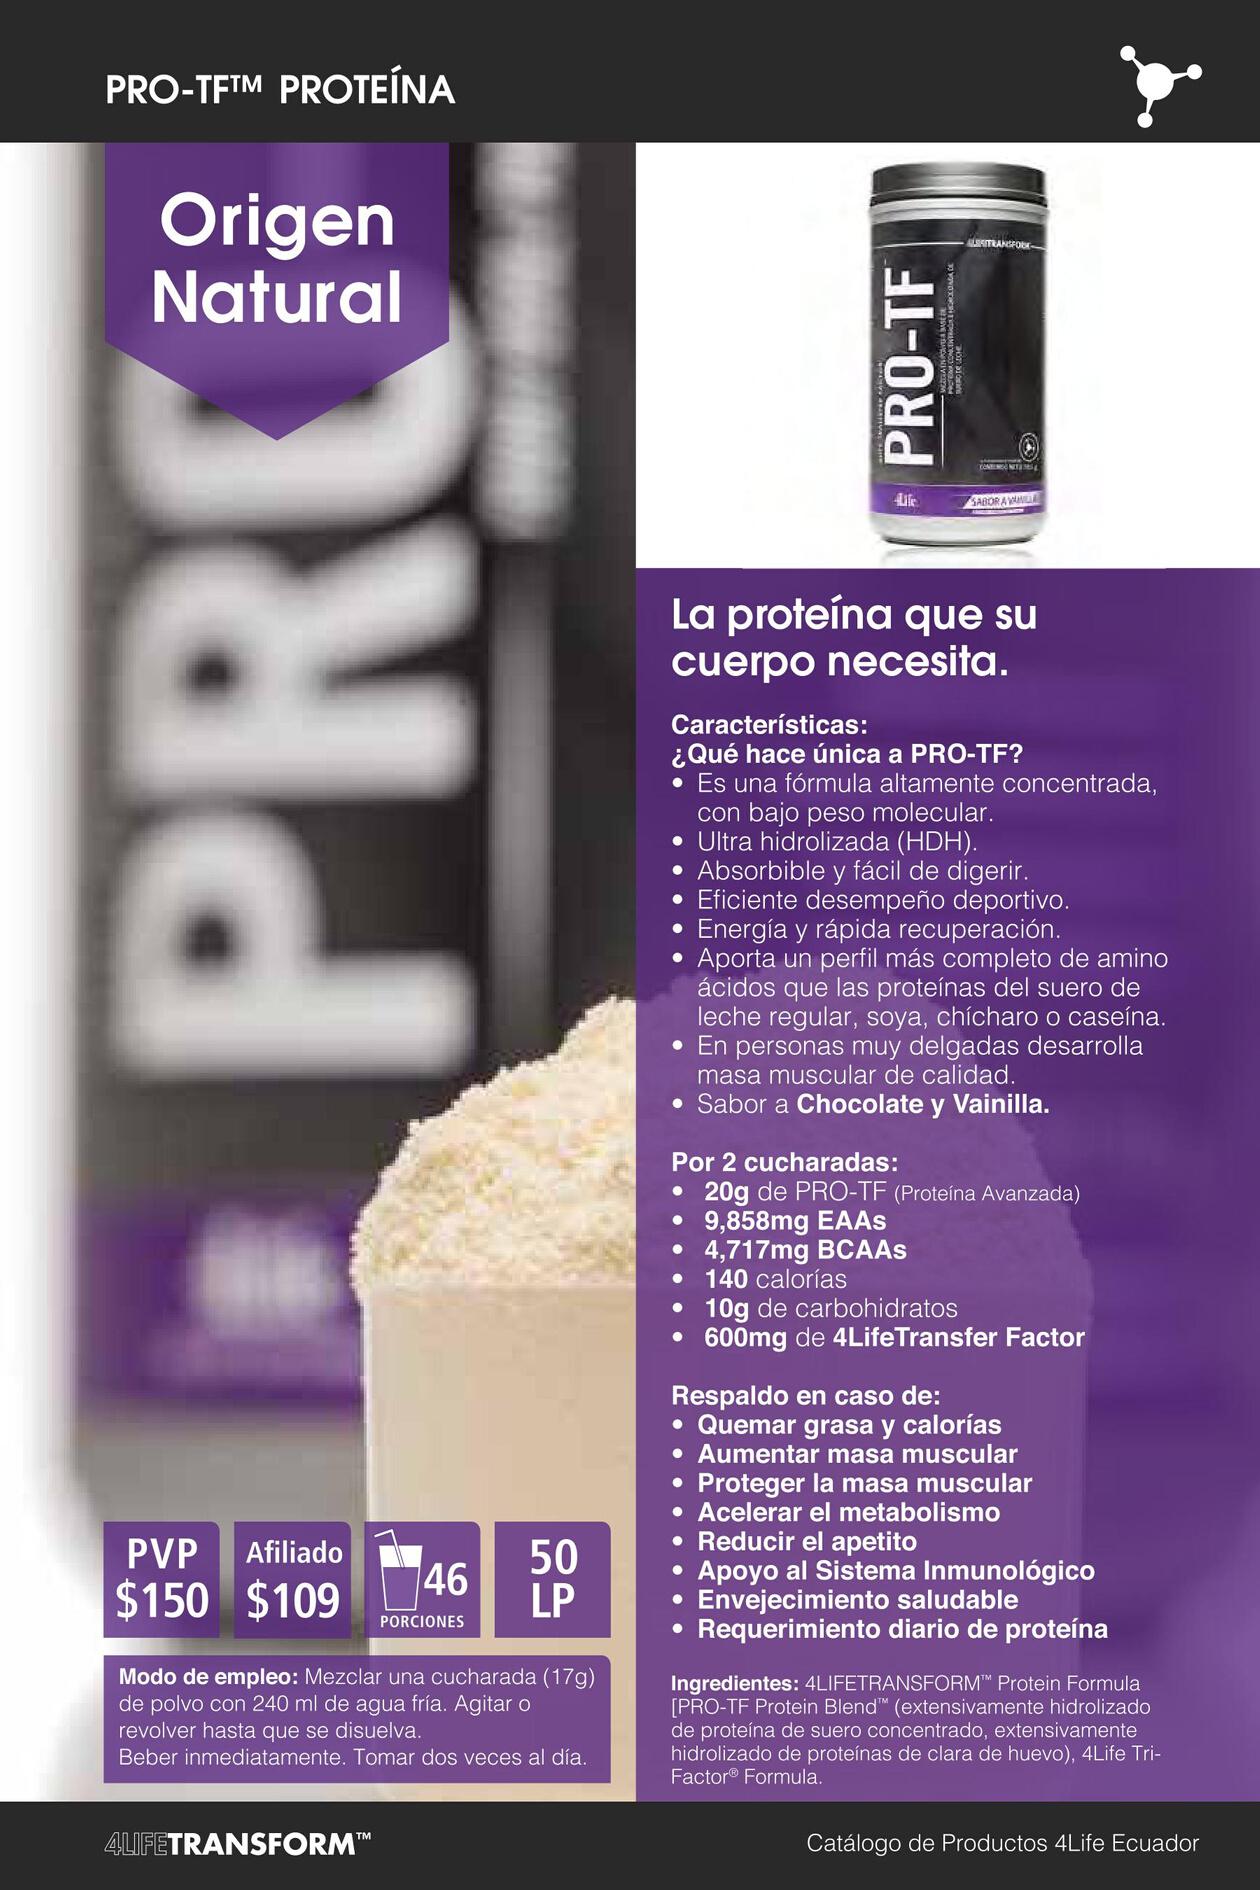 PRO-TF™ PROTEÍNA
Origen
Natural
4LIFETRANSFORM
PRO-TF
4Life
SABOR A VAINILLA
La proteína que su
cuerpo necesita.
Características:
¿Qué hace única a PRO-TF?
• Es una fórmula altamente concentrada,
con bajo peso molecular.
• Ultra hidrolizada (HDH).
• Absorbible y fácil de digerir.
• Eficiente desempeño deportivo.
• Energía y rápida recuperación.
• Aporta un perfil más completo de amino
ácidos que las proteínas del suero de
leche regular, soya, chícharo o caseína.
• En personas muy delgadas desarrolla
masa muscular de calidad.
• Sabor a Chocolate y Vainilla.
Por 2 cucharadas:
• 20g de PRO-TF (Proteína Avanzada)
• 9,858mg EAAs
• 4,717mg BCAAs
• 140 calorías
• 10g de carbohidratos
• 600mg de 4LifeTransfer Factor
Respaldo en caso de:
• Quemar grasa y calorías
• Aumentar masa muscular
• Proteger la masa muscular
• Acelerar el metabolismo
• Reducir el apetito
• Apoyo al Sistema Inmunológico
• Envejecimiento saludable
• Requerimiento diario de proteína
Ingredientes: 4LIFETRANSFORM™ Protein Formula
[PRO-TF Protein Blend™ (extensivamente hidrolizado
de proteína de suero concentrado, extensivamente
hidrolizado de proteínas de clara de huevo), 4Life Tri-
Factor® Formula.
PRO
PVP
$150
Afiliado
$109
46
PORCIONES
50
LP
Modo de empleo: Mezclar una cucharada (17g)
de polvo con 240 ml de agua fría. Agitar o
revolver hasta que se disuelva.
Beber inmediatamente. Tomar dos veces al día.
4LIFETRANSFORM™
Catálogo de Productos 4Life Ecuador